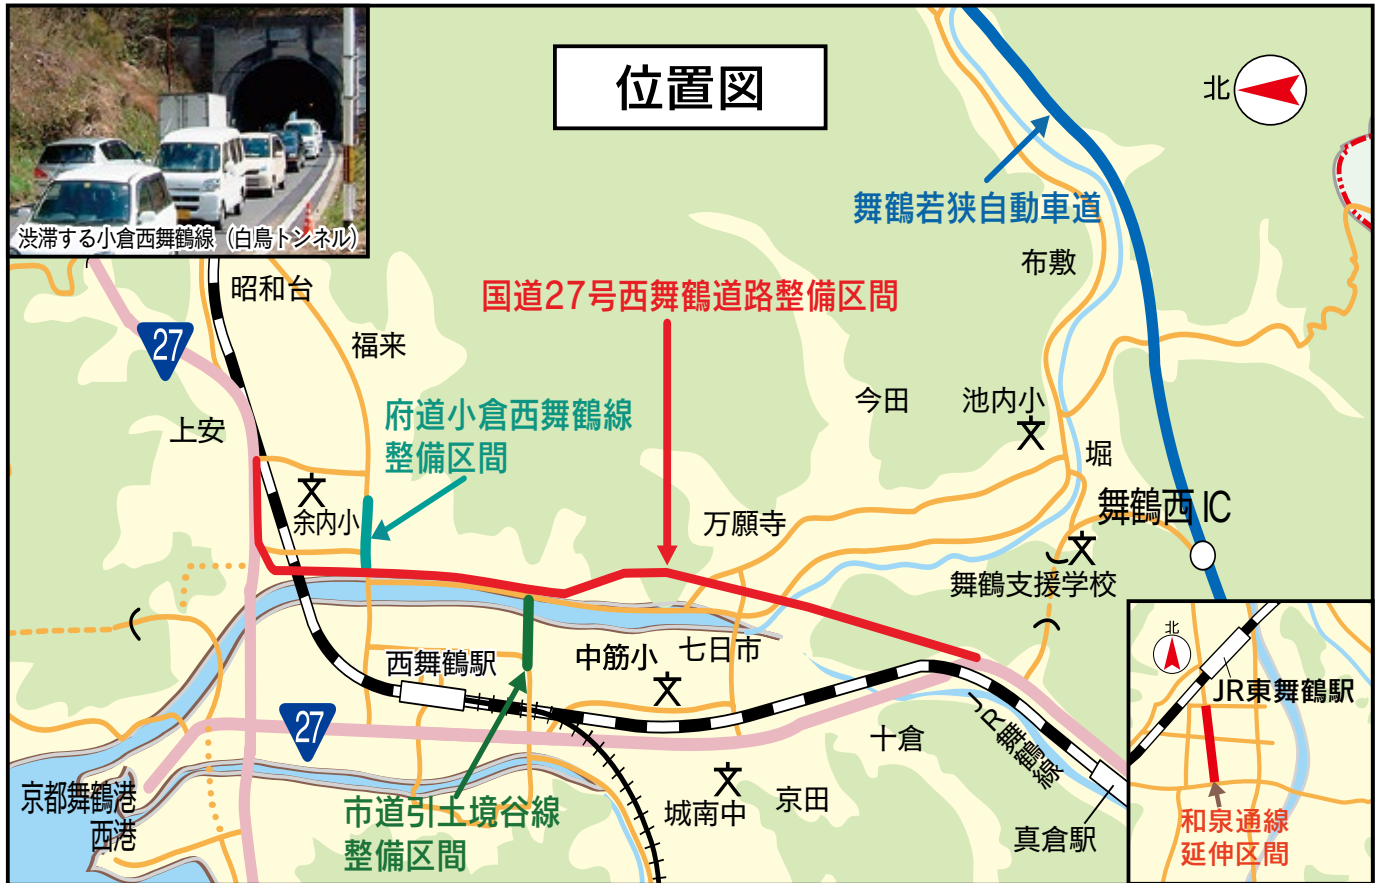 位置図
北
渋滞する小倉西舞鶴線（白鳥トンネル）
舞鶴若狭自動車道
布敷
昭和台
国道27号西舞鶴道路整備区間
27
福来
今田
池内小
上安
府道小倉西舞鶴線
整備区間
堀
余内小
万願寺
舞鶴西IC
舞鶴支援学校
西舞鶴駅
中筋小
七日市
27
十倉
JR舞鶴線
京都舞鶴港
西港
市道引土境谷線
整備区間
城南中
京田
真倉駅
北
JR東舞鶴駅
和泉通線
延伸区間